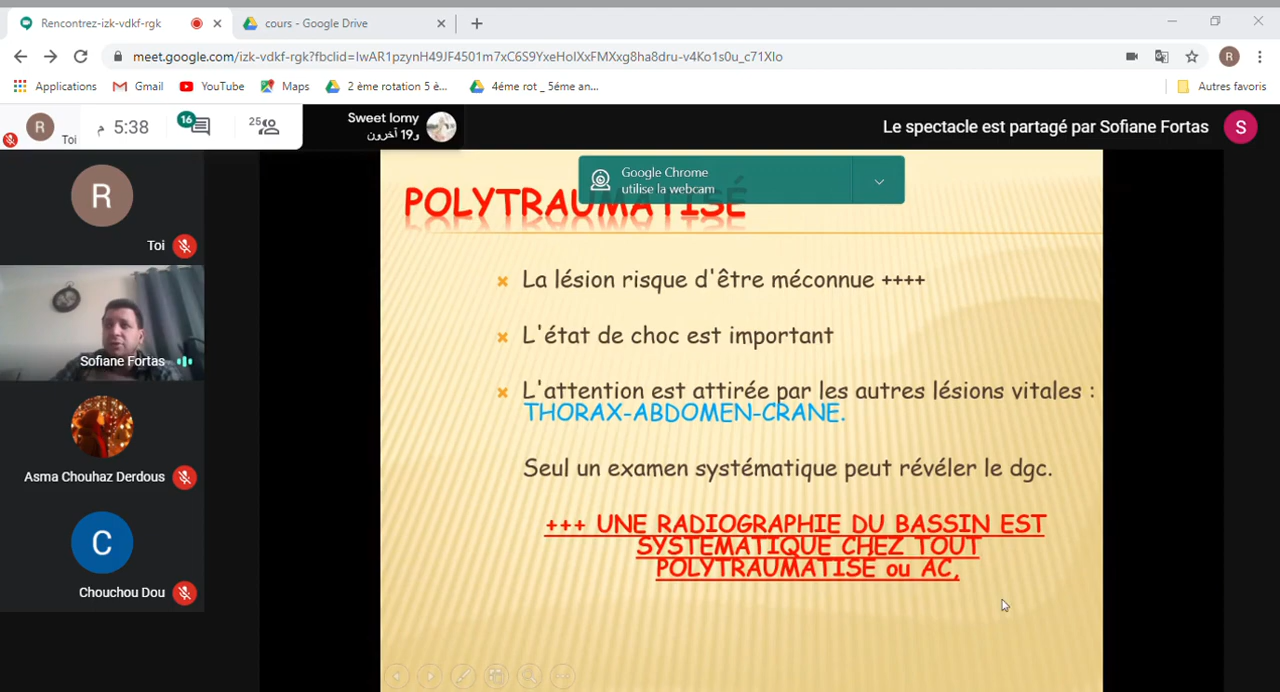 Rencontrez-izk-vdkf-rgk
cours - Google Drive
meet.google.com/izk-vdkf-rgk?fbclid=IwAR1pzynH49JF4501m7xC6S9YxeHoIXxFMXxg8ha8dru-v4Ko1s0u_c71XIo
R
Applications
Gmail
YouTube
Maps
2 ème rotation 5 è...
4éme rot _ 5éme an...
Autres favoris
R
Toi
م 5:38
16
25
Sweet lomy
و19 آخرون
Le spectacle est partagé par Sofiane Fortas
S
R
Toi
Sofiane Fortas
Asma Chouhaz Derdous
C
Chouchou Dou
Google Chrome
utilise la webcam
POLYTRAUMATISÉ
La lésion risque d'être méconnue ++++
L'état de choc est important
L'attention est attirée par les autres lésions vitales :
THORAX-ABDOMEN-CRANE.
Seul un examen systématique peut révéler le dgc.
+++ UNE RADIOGRAPHIE DU BASSIN EST
SYSTEMATIQUE CHEZ TOUT
POLYTRAUMATISÉ ou AC,